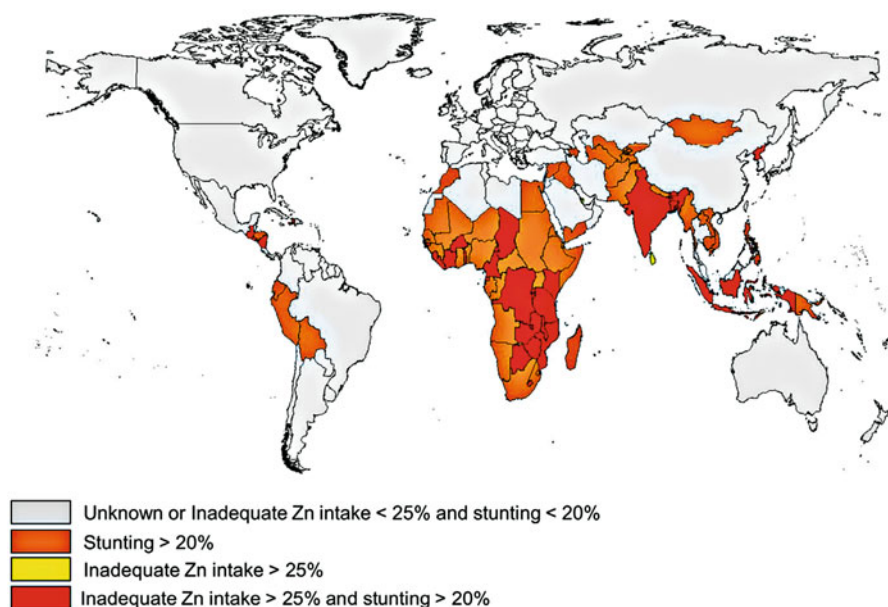 Unknown or Inadequate Zn intake < 25% and stunting < 20%
Stunting > 20%
Inadequate Zn intake > 25%
Inadequate Zn intake > 25% and stunting > 20%